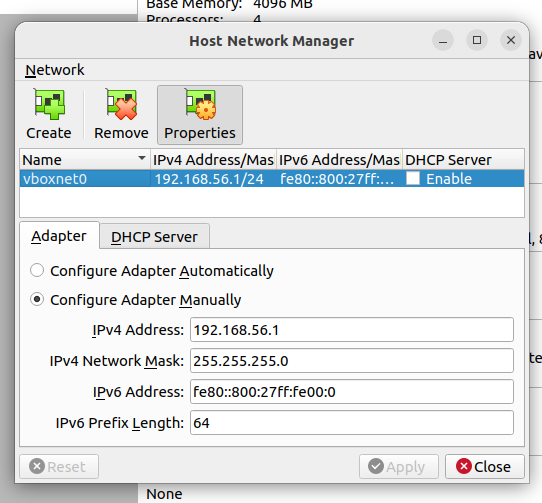 Base Memory: 4096 MB
Processors: 4
Host Network Manager
Network
Create Remove Properties
Name IPv4 Address/Mas IPv6 Address/Mas DHCP Server
vboxnet0 192.168.56.1/24 fe80::800:27ff:... Enable
Adapter DHCP Server
Configure Adapter Automatically
Configure Adapter Manually
IPv4 Address: 192.168.56.1
IPv4 Network Mask: 255.255.255.0
IPv6 Address: fe80::800:27ff:fe00:0
IPv6 Prefix Length: 64
Reset Apply Close
None